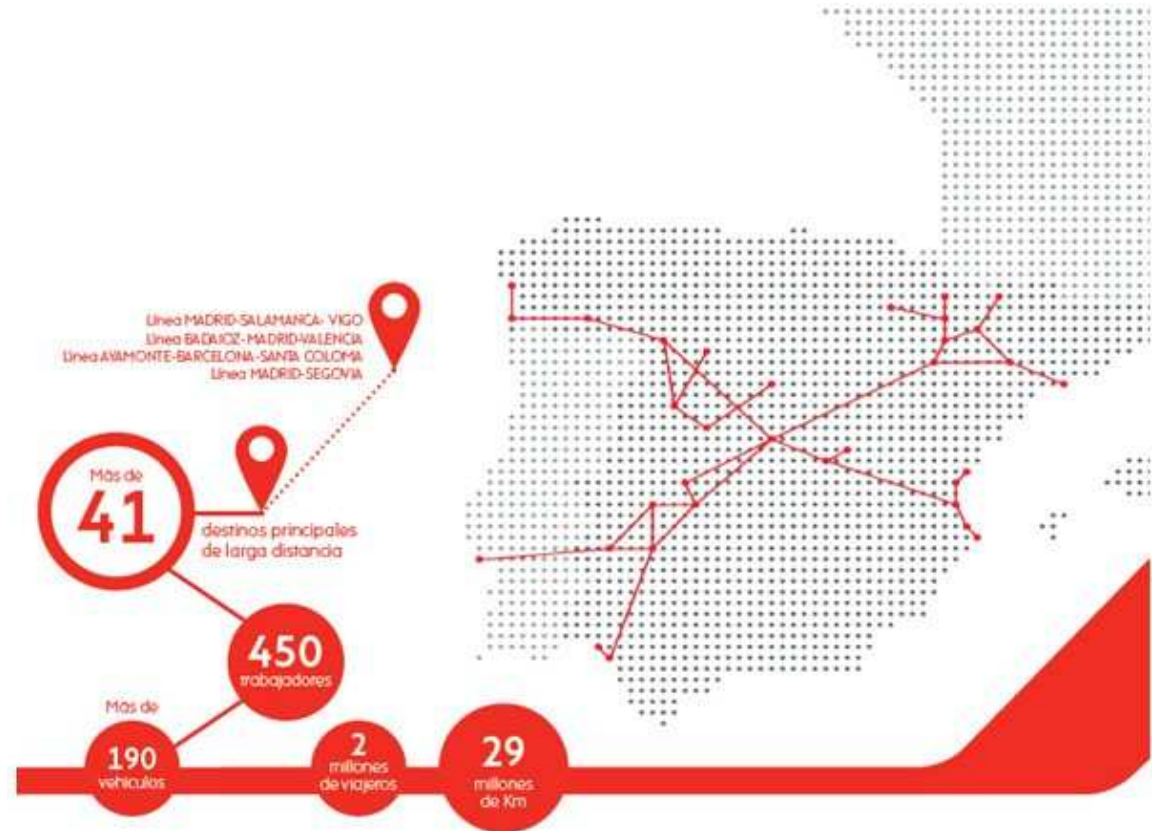 Línea MADRID-SALAMANCA- VIGO
Línea BADAJOZ-MADRID-VALENCIA
Línea AYAMONTE-BARCELONA-SANTA COLOMA
Línea MADRID-SEGOVIA
Más de
41
destinos principales
de larga distancia
450
trabajadores
Más de
190
vehículos
2
millones
de viajeros
29
millones
de Km